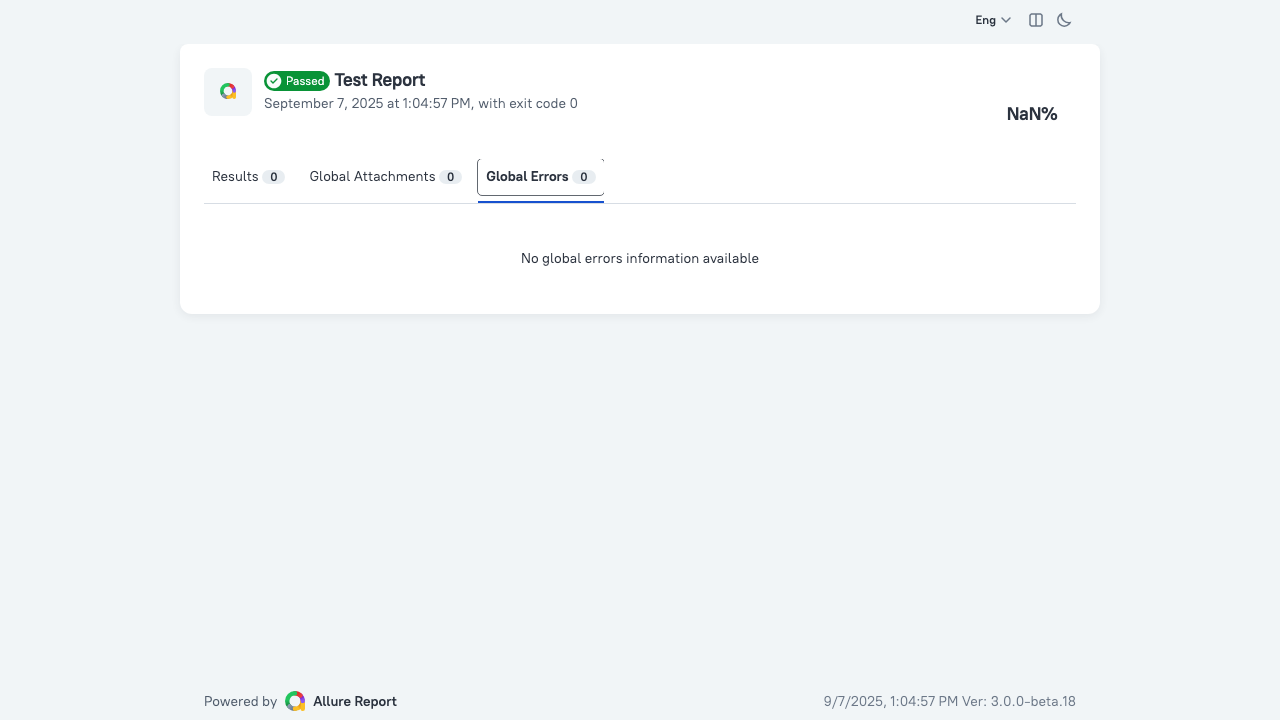 Eng
Passed Test Report
September 7, 2025 at 1:04:57 PM, with exit code 0
NaN%
Results 0 Global Attachments 0 Global Errors 0
No global errors information available
Powered by Allure Report 9/7/2025, 1:04:57 PM Ver: 3.0.0-beta.18